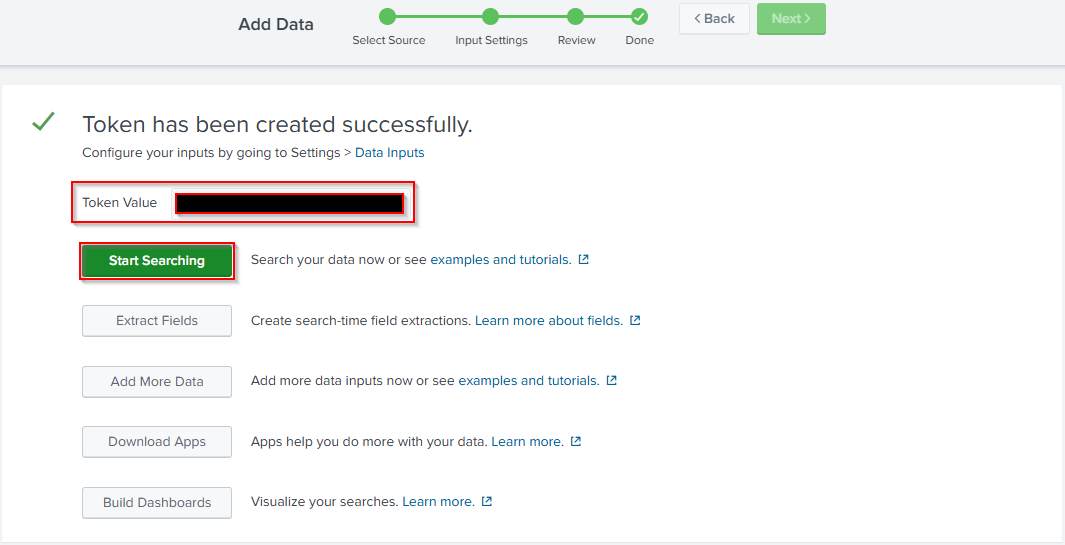 Add Data
Select Source
Input Settings
Review
Done
< Back
Next >
Token has been created successfully.
Configure your inputs by going to Settings > Data Inputs
Token Value
Start Searching
Search your data now or see examples and tutorials.
Extract Fields
Create search-time field extractions. Learn more about fields.
Add More Data
Add more data inputs now or see examples and tutorials.
Download Apps
Apps help you do more with your data. Learn more.
Build Dashboards
Visualize your searches. Learn more.